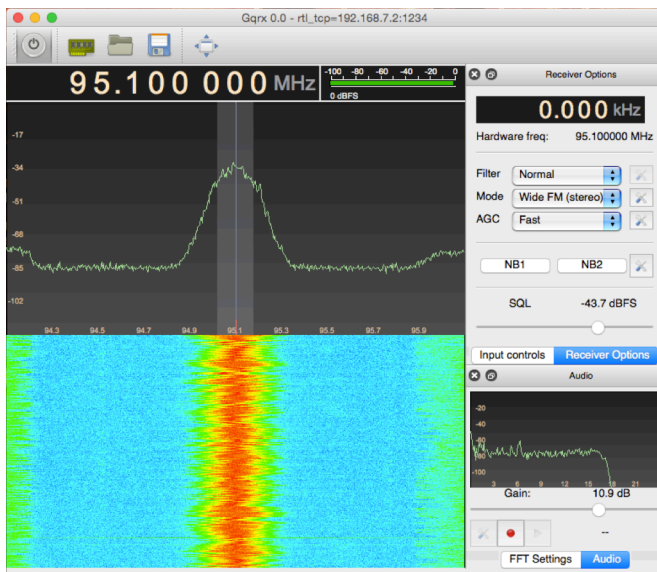 Gqrx 0.0 - rtl_tcp=192.168.7.2:1234
95.100 000 MHz
-100 -80 -60 -40 -20 0
0 dBFS
-17
-34
-51
-68
-85
-102
94.3 94.5 94.7 94.9 95.1 95.3 95.5 95.7 95.9
Receiver Options
0.000 kHz
Hardware freq: 95.100000 MHz
Filter Normal
Mode Wide FM (stereo)
AGC Fast
NB1 NB2
SQL -43.7 dBFS
Input controls Receiver Options
Audio
-20
-40
-60
-80
-100
3 6 9 12 15 18 21
Gain: 10.9 dB
--
FFT Settings Audio